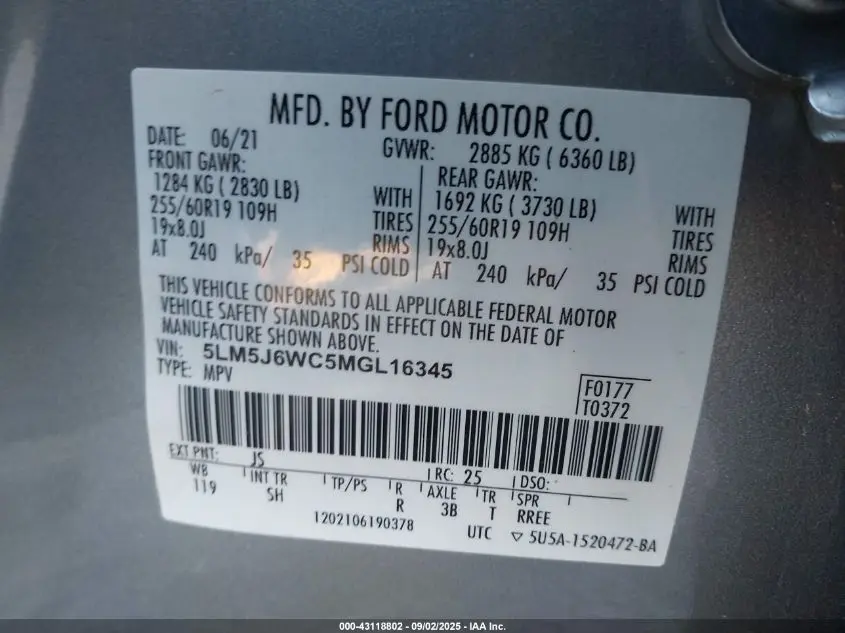 MFD. BY FORD MOTOR CO.
DATE: 06/21 GVWR: 2885 KG ( 6360 LB)
FRONT GAWR: REAR GAWR:
1284 KG ( 2830 LB) WITH 1692 KG ( 3730 LB) WITH
255/60R19 109H TIRES 255/60R19 109H TIRES
19x8.0J RIMS 19x8.0J RIMS
AT 240 kPa/ 35 PSI COLD AT 240 kPa/ 35 PSI COLD
THIS VEHICLE CONFORMS TO ALL APPLICABLE FEDERAL MOTOR
VEHICLE SAFETY STANDARDS IN EFFECT ON THE DATE OF
MANUFACTURE SHOWN ABOVE.
VIN: 5LM5J6WC5MGL16345
TYPE: MPV
F0177
T0372
EXT PNT: JS RC: 25 DSO:
WB INT TR TP/PS R AXLE TR SPR
119 SH R 3B T RREE
1202106190378 UTC ▽ 5U5A-1520472-BA
000-43118802 - 09/02/2025 - IAA Inc.